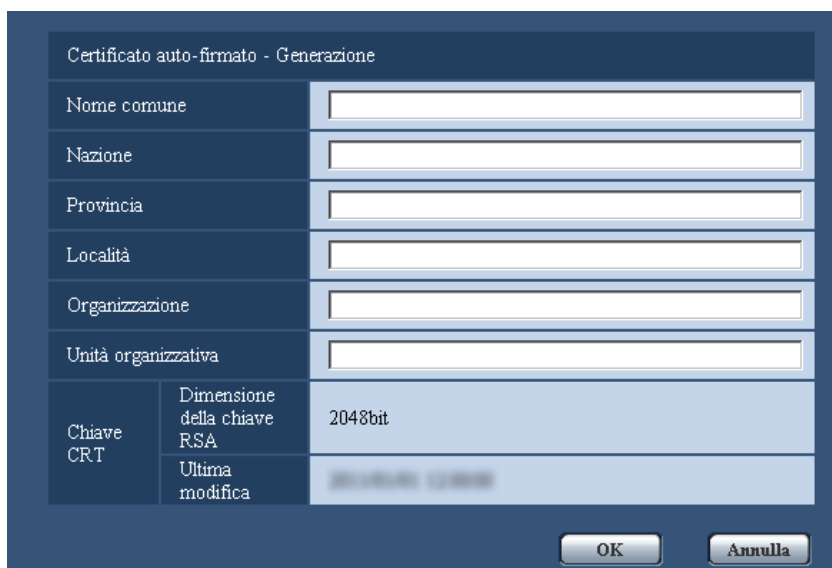 Certificato auto-firmato - Generazione
Nome comune
Nazione
Provincia
Località
Organizzazione
Unità organizzativa
Chiave
CRT
Dimensione
della chiave
RSA
2048bit
Ultima
modifica
OK
Annulla